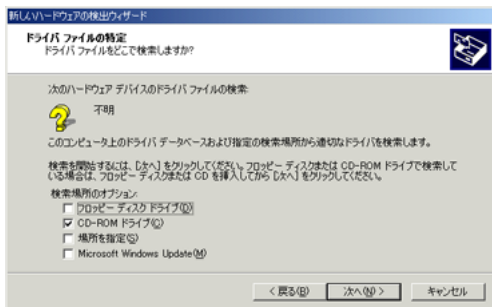 新しいハードウェアの検出ウィザード
ドライバ ファイルの特定
ドライバ ファイルをどこで検索しますか?
次のハードウェア デバイスのドライバ ファイルの検索:
不明
このコンピュータ上のドライバ データベースおよび指定の検索場所から適切なドライバを検索します。
検索を開始するには、[次へ] をクリックしてください。フロッピー ディスクまたは CD-ROM ドライブで検索して
いる場合は、フロッピー ディスクまたは CD を挿入してから [次へ] をクリックしてください。
検索場所のオプション:
フロッピー ディスク ドライブ(D)
CD-ROM ドライブ(C)
場所を指定(S)
Microsoft Windows Update(M)
< 戻る(B)
次へ(N) >
キャンセル